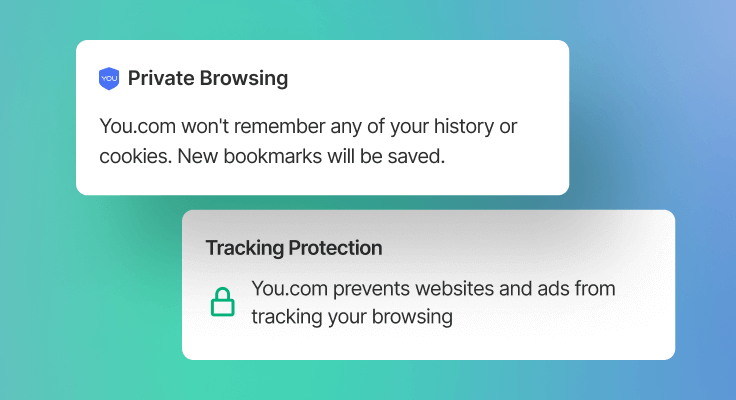 YOU Private Browsing
You.com won't remember any of your history or
cookies. New bookmarks will be saved.
Tracking Protection
You.com prevents websites and ads from
tracking your browsing